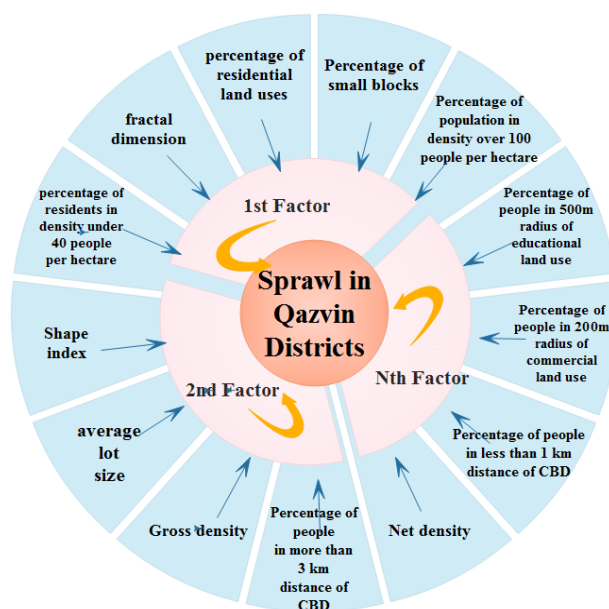 percentage of
residential
land uses
Percentage of
small blocks
Percentage of
population in
density over 100
people per hectare
Percentage of
people in 500m
radius of
educational
land use
Percentage of
people in 200m
radius of
commercial
land use
Percentage of people
in less than 1 km
distance of CBD
Net density
Percentage of
people
in more than
3 km
distance of
CBD
Gross density
average
lot
size
Shape
index
percentage of
residents in
density under
40 people
per hectare
fractal
dimension
1st Factor
2nd Factor
Nth Factor
Sprawl in
Qazvin
Districts